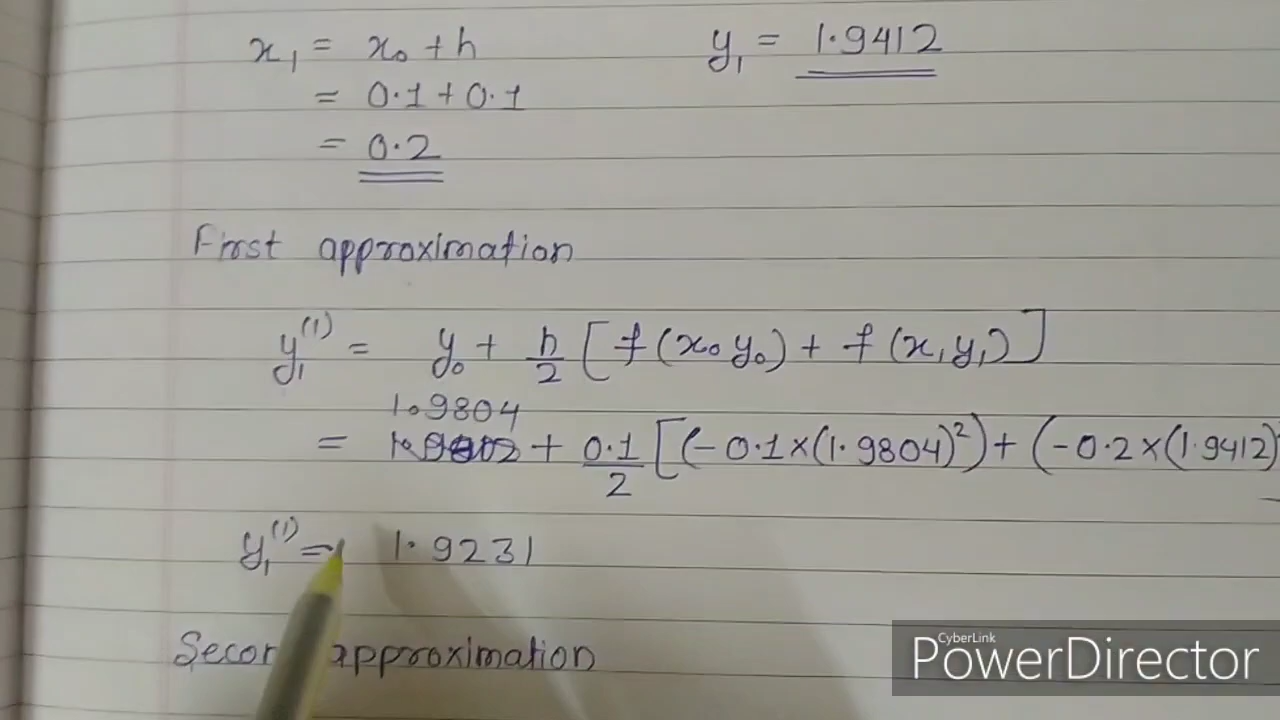 x₁ = x₀ + h    y₁ = 1.9412
= 0.1 + 0.1
= 0.2
First approximation
y₁⁽¹⁾ = y₀ + h/2 [f(x₀ y₀) + f(x₁ y₁)]
1.9804
= + 0.1/2 [(-0.1×(1.9804)²) + (-0.2×(1.9412)²
y₁⁽¹⁾ = 1.9231
approximation
CyberLink
PowerDirector